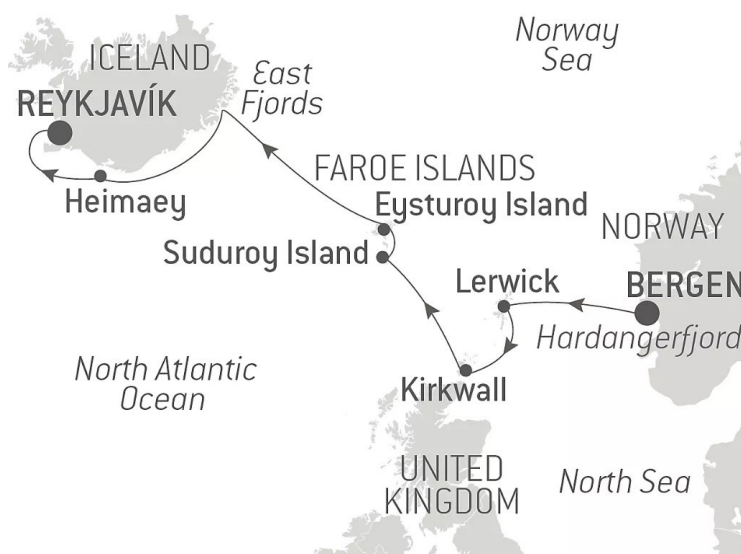 Norway
Sea
ICELAND
East
Fjords
REYKJAVÍK
FAROE ISLANDS
Heimaey
Eysturoy Island
NORWAY
Suduroy Island
Lerwick
BERGEN
Hardangerfjord
North Atlantic
Ocean
Kirkwall
UNITED
KINGDOM
North Sea